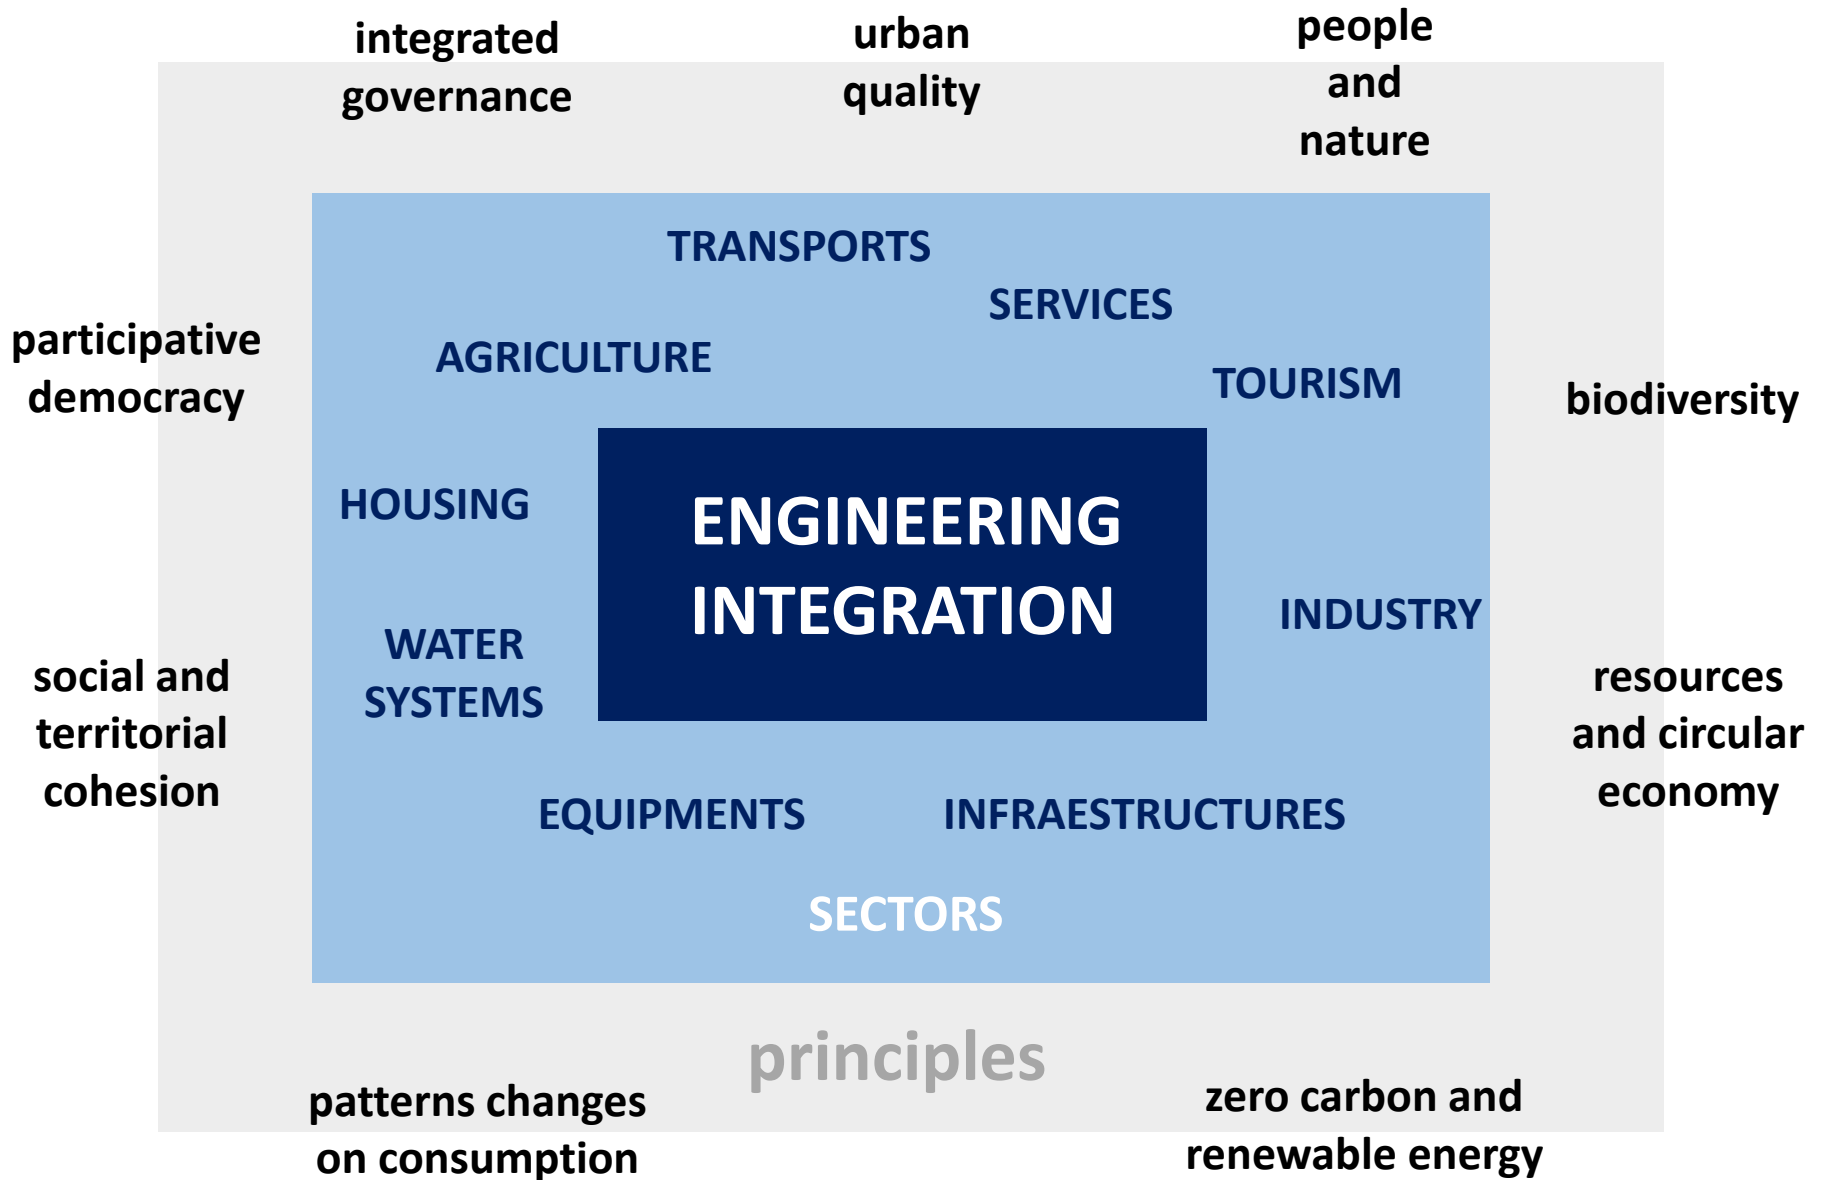 integrated
governance
urban
quality
people
and
nature
TRANSPORTS
SERVICES
AGRICULTURE
TOURISM
participative
democracy
biodiversity
HOUSING
ENGINEERING
INTEGRATION
INDUSTRY
WATER
SYSTEMS
social and
territorial
cohesion
resources
and circular
economy
EQUIPMENTS
INFRAESTRUCTURES
SECTORS
principles
patterns changes
on consumption
zero carbon and
renewable energy